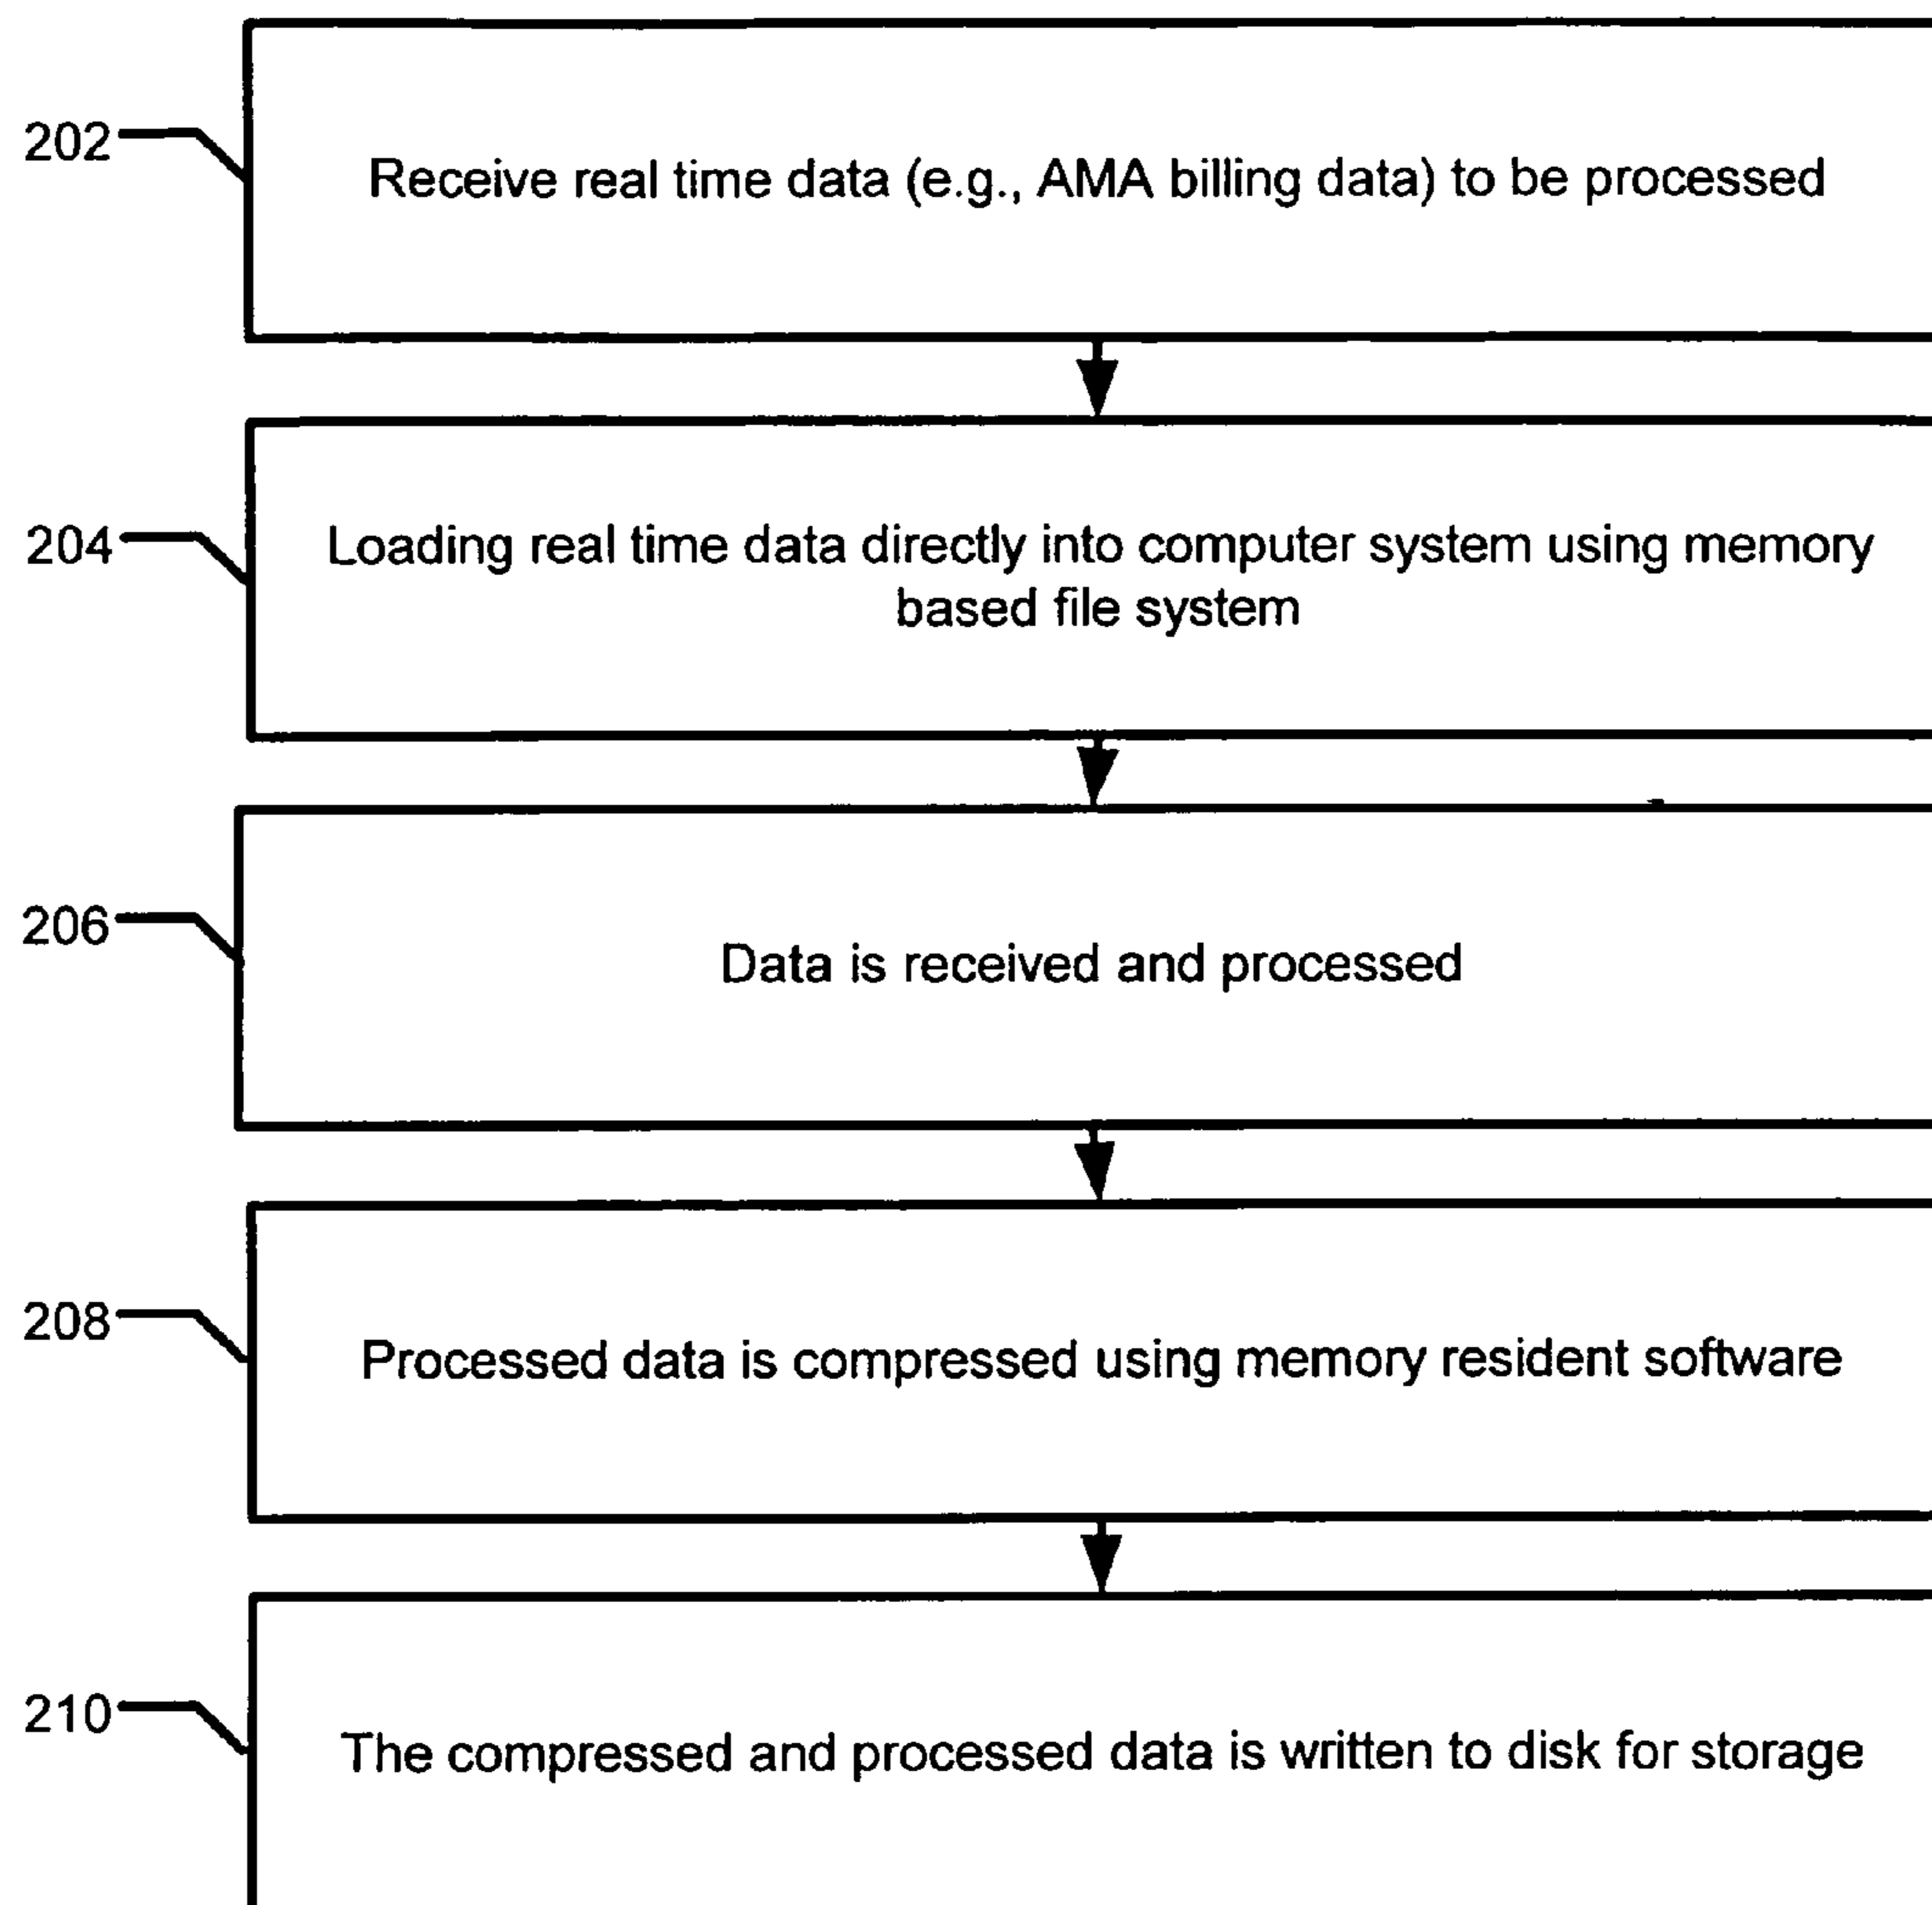 202
Receive real time data (e.g., AMA billing data) to be processed
204
Loading real time data directly into computer system using memory
based file system
206
Data is received and processed
208
Processed data is compressed using memory resident software
210
The compressed and processed data is written to disk for storage